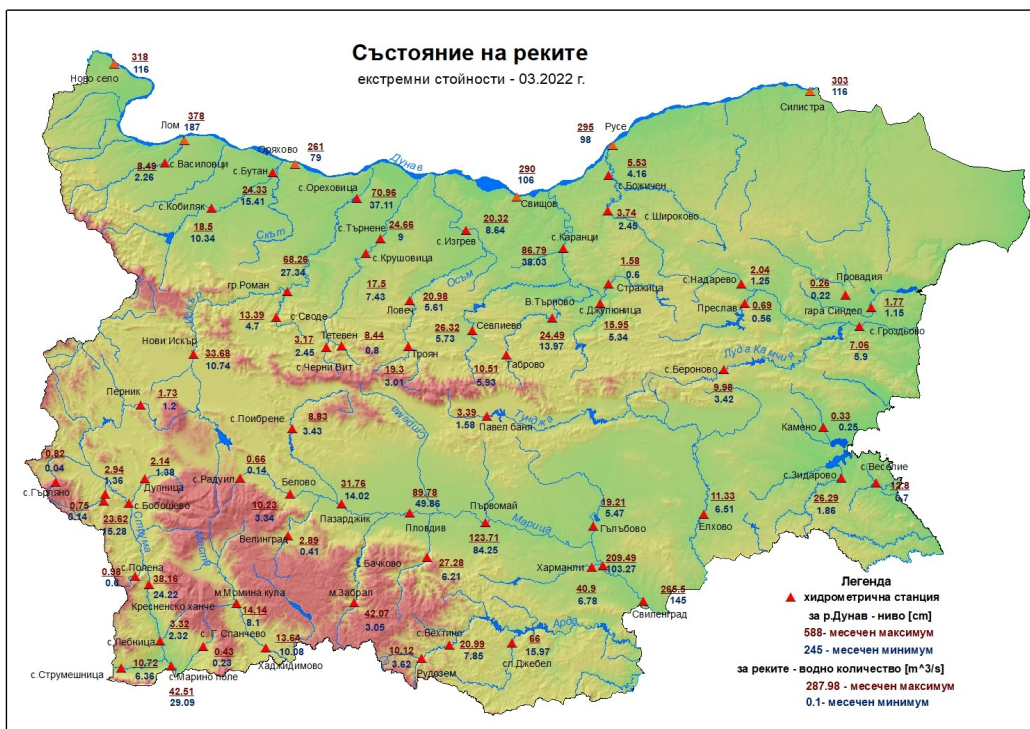 Състояние на реките
екстремни стойности - 03.2022 г.
318
116
Ново село
303
116
Силистра
378
187
Лом
295
98
Русе
261
79
Оряхово
Дунав
290
106
Свищов
8.49
2.26
с.Василовци
с.Бутан
24.33
15.41
с.Ореховица
70.96
37.11
5.53
4.16
с.Божичен
с.Кобиляк
18.5
10.34
Скът
с.Търнене
24.66
9
с.Изгрев
20.32
8.64
3.74
2.45
с.Широково
с.Каранци
86.79
38.03
с.Крушовица
68.26
27.34
гр.Роман
17.5
7.43
Осъм
1.58
0.6
Стражица
с.Надарево
2.04
1.25
Провадия
0.26
0.22
Ловеч
20.98
5.61
В.Търново
с.Джулюница
Преслав
0.69
0.56
гара Синдел
1.77
1.15
13.39
4.7
с.Своде
Севлиево
26.32
5.73
24.49
13.97
15.95
5.34
с.Гроздьово
7.06
5.9
Нови Искър
33.68
10.74
3.17
2.45
Тетевен
8.44
0.8
с.Черни Вит
Троян
19.3
3.01
10.51
5.93
Луда Камчия
с.Бероново
9.98
3.42
Перник
1.73
1.2
с.Поибрене
8.83
3.43
3.39
1.58
Павел баня
Тунджа
Камено
0.33
0.25
0.82
0.04
с.Гърляно
2.94
1.36
2.14
1.38
Дупница
с.Радуил
0.66
0.14
Белово
с.Зидарово
с.Веселие
12.8
6.7
0.75
0.14
23.62
15.28
с.Бобошево
10.23
3.34
31.76
14.02
Пазарджик
89.78
49.86
Пловдив
Първомай
123.71
84.25
Марица
19.21
5.47
Гълъбово
11.33
6.51
Елхово
26.29
1.86
Струма
Места
Велинград
2.89
0.41
с.Бачково
27.28
6.21
Харманли
209.49
103.27
с.Полена
0.98
38.16
24.22
Кресненско ханче
м.Момина кула
14.14
8.1
м.Забрал
42.07
3.05
40.9
6.78
265.5
145
Свиленград
3.32
2.32
с.Лебница
с. Г. Спанчево
0.43
0.23
13.64
10.08
Хаджидимово
с.Вехтино
20.99
7.85
Арда
66
15.97
сп.Джебел
10.12
3.62
Рудозем
с.Струмешница
10.72
6.36
с.Марино поле
42.51
29.09
Легенда
хидрометрична станция
за р.Дунав - ниво [cm]
588- месечен максимум
245 - месечен минимум
за реките - водно количество [m^3/s]
287.98 - месечен максимум
0.1- месечен минимум